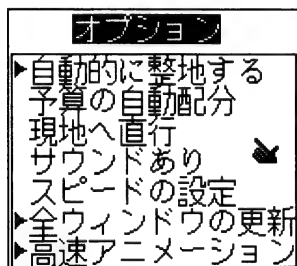 オプション
▶自動的に整地する
予算の自動配分
現地へ直行
サウンドあり
スピードの設定
▶全ウィンドウの更新
▶高速アニメーション